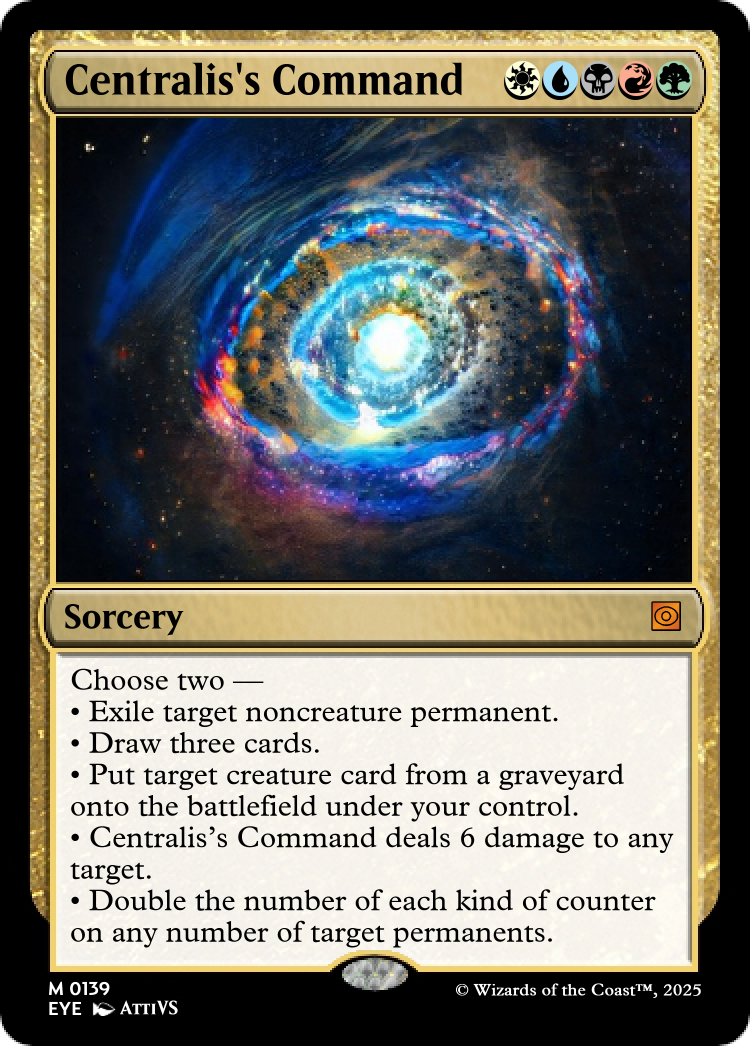 Centralis's Command
Sorcery
Choose two —
• Exile target noncreature permanent.
• Draw three cards.
• Put target creature card from a graveyard
onto the battlefield under your control.
• Centralis’s Command deals 6 damage to any
target.
• Double the number of each kind of counter
on any number of target permanents.
M 0139
EYE AttiVS
© Wizards of the Coast™, 2025